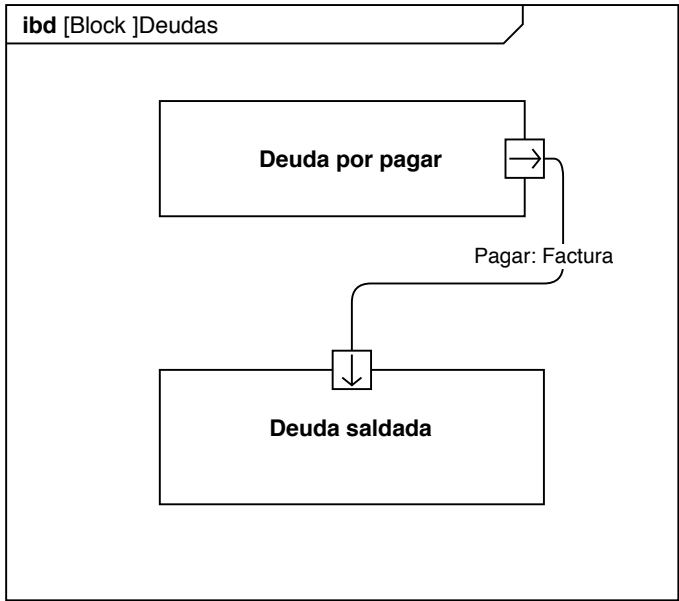 ibd [Block ]Deudas
Deuda por pagar
Pagar: Factura
Deuda saldada